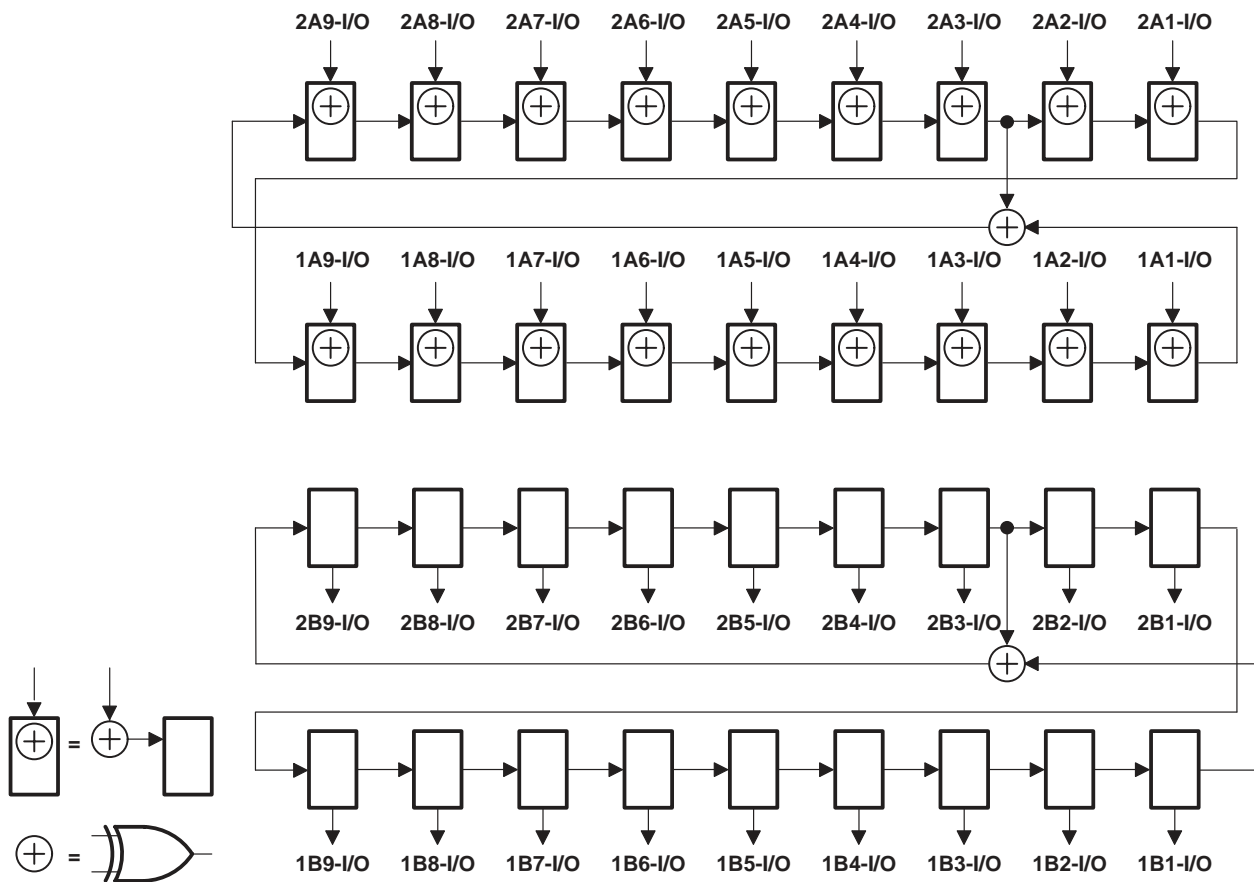 2A9-I/O 2A8-I/O 2A7-I/O 2A6-I/O 2A5-I/O 2A4-I/O 2A3-I/O 2A2-I/O 2A1-I/O
1A9-I/O 1A8-I/O 1A7-I/O 1A6-I/O 1A5-I/O 1A4-I/O 1A3-I/O 1A2-I/O 1A1-I/O
2B9-I/O 2B8-I/O 2B7-I/O 2B6-I/O 2B5-I/O 2B4-I/O 2B3-I/O 2B2-I/O 2B1-I/O
=
=
1B9-I/O 1B8-I/O 1B7-I/O 1B6-I/O 1B5-I/O 1B4-I/O 1B3-I/O 1B2-I/O 1B1-I/O